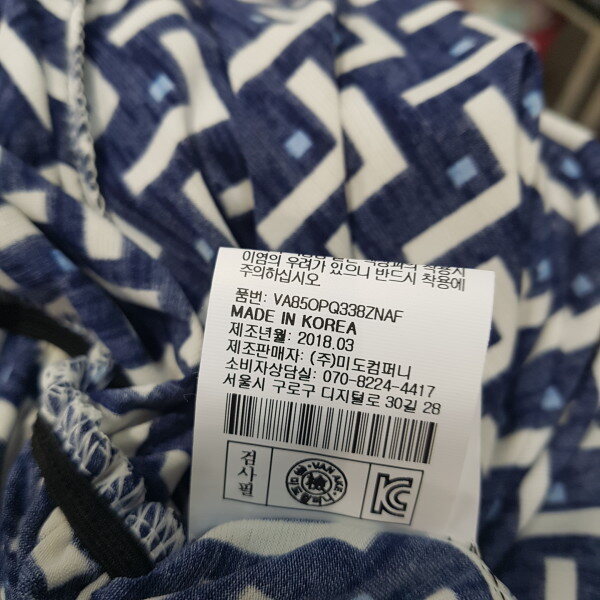 이염의 우려가 있으니 반드시 착용에
주의하십시오
품번: VA85OPQ338ZNAF
MADE IN KOREA
제조년월: 2018.03
제조판매자: (주)미도컴퍼니
소비자상담실: 070-8224-4417
서울시 구로구 디지털로 30길 28
검사필
檢
KC